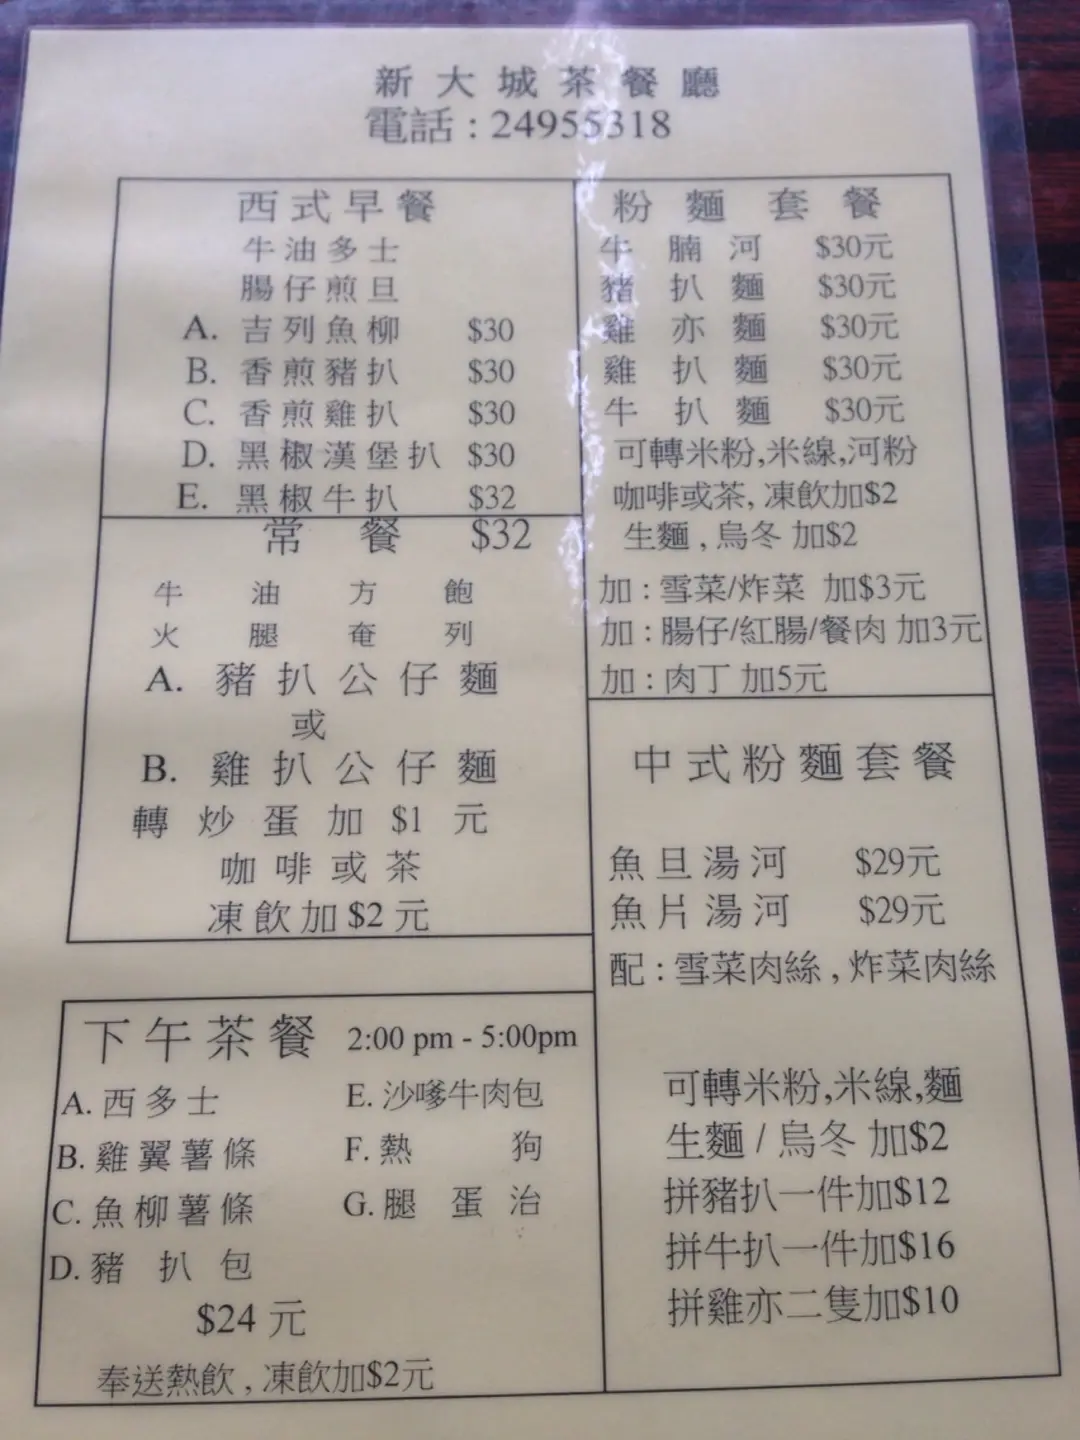 新大城茶餐廳
電話：24955318
西式早餐
牛油多士
腸仔煎旦
A. 吉列魚柳 $30
B. 香煎豬扒 $30
C. 香煎雞扒 $30
D. 黑椒漢堡扒 $30
E. 黑椒牛扒 $32
常餐 $32
牛油方飽
火腿奄列
A. 豬扒公仔麵
或
B. 雞扒公仔麵
轉炒蛋加 $1 元
咖啡或茶
凍飲加 $2 元
下午茶餐 2:00 pm - 5:00pm
A. 西多士
B. 雞翼薯條
C. 魚柳薯條
D. 豬扒包
E. 沙嗲牛肉包
F. 熱狗
G. 腿蛋治
$24 元
奉送熱飲 , 凍飲加$2元
粉麵套餐
牛腩河 $30元
豬扒麵 $30元
雞亦麵 $30元
雞扒麵 $30元
牛扒麵 $30元
可轉米粉,米線,河粉
咖啡或茶, 凍飲加$2
生麵 , 烏冬 加$2
加 : 雪菜/炸菜 加$3元
加 : 腸仔/紅腸/餐肉 加3元
加 : 肉丁 加5元
中式粉麵套餐
魚旦湯河 $29元
魚片湯河 $29元
配 : 雪菜肉絲 , 炸菜肉絲
可轉米粉,米線,麵
生麵 / 烏冬 加$2
拼豬扒一件加$12
拼牛扒一件加$16
拼雞亦二隻加$10